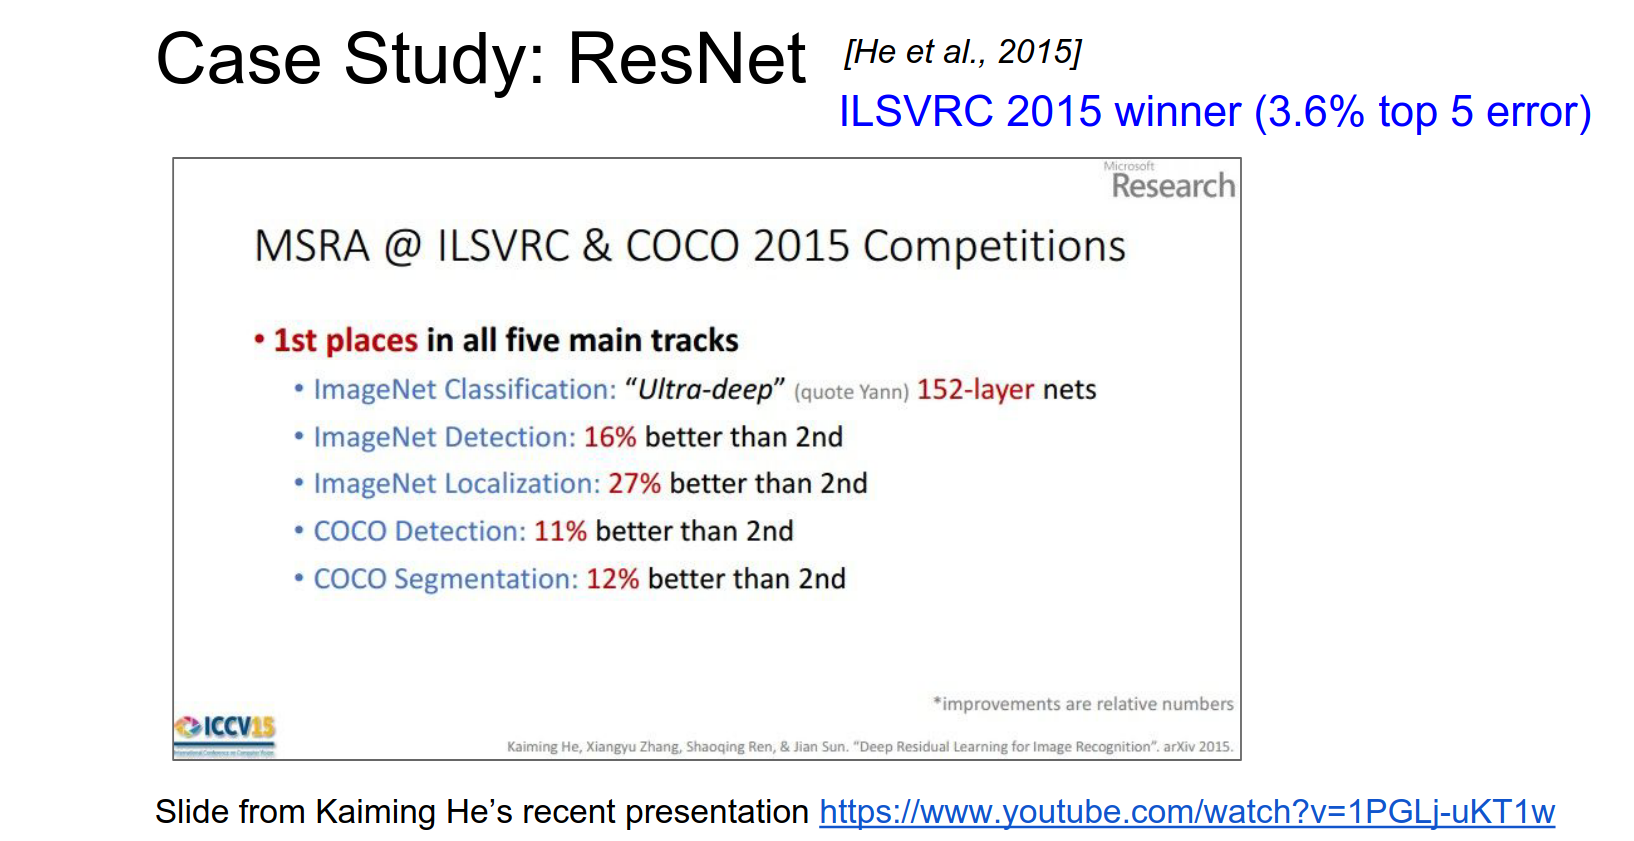 Case Study: ResNet [He et al., 2015]
ILSVRC 2015 winner (3.6% top 5 error)
Microsoft
Research
MSRA @ ILSVRC & COCO 2015 Competitions
• 1st places in all five main tracks
• ImageNet Classification: “Ultra-deep” (quote Yann) 152-layer nets
• ImageNet Detection: 16% better than 2nd
• ImageNet Localization: 27% better than 2nd
• COCO Detection: 11% better than 2nd
• COCO Segmentation: 12% better than 2nd
*improvements are relative numbers
ICCV15
International Conference on Computer Vision
Kaiming He, Xiangyu Zhang, Shaoqing Ren, & Jian Sun. “Deep Residual Learning for Image Recognition”. arXiv 2015.
Slide from Kaiming He’s recent presentation https://www.youtube.com/watch?v=1PGLj-uKT1w